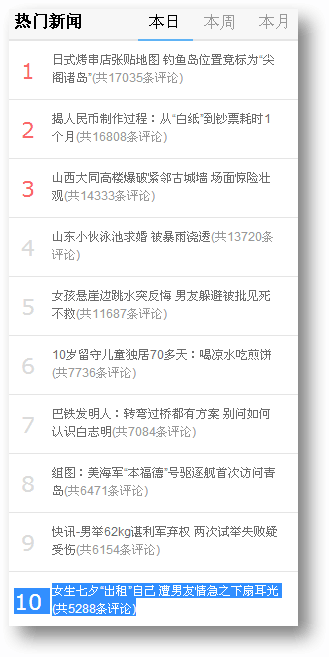 热门新闻 本日 本周 本月
1 日式烤串店张贴地图 钓鱼岛位置竟标为“尖
阁诸岛”(共17035条评论)
2 揭人民币制作过程：从“白纸”到钞票耗时1
个月(共16808条评论)
3 山西大同高楼爆破紧邻古城墙 场面惊险壮
观(共14333条评论)
4 山东小伙泳池求婚 被暴雨浇透(共13720条
评论)
5 女孩悬崖边跳水突反悔 男友躲避被批见死
不救(共11687条评论)
6 10岁留守儿童独居70多天：喝凉水吃煎饼
(共7736条评论)
7 巴铁发明人：转弯过桥都有方案 别问如何
认识白志明(共7084条评论)
8 组图：美海军“本福德”号驱逐舰首次访问青
岛(共6471条评论)
9 快讯-男举62kg谌利军弃权 两次试举失败疑
受伤(共6154条评论)
10 女生七夕“出租”自己 遭男友情急之下扇耳光
(共5288条评论)